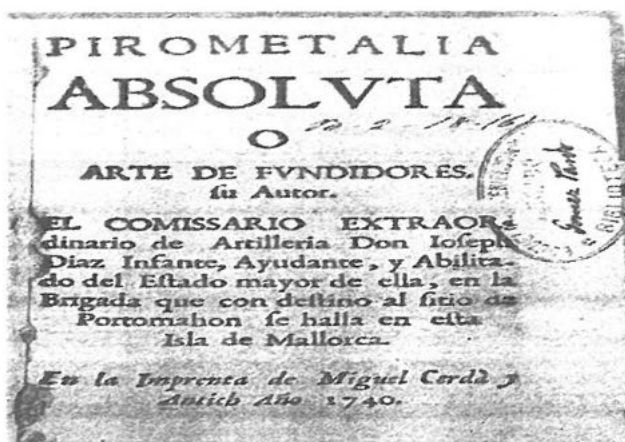 PIROMETALIA
ABSOLVTA
O
ARTE DE FVNDIDORES.
ſu Autor.
EL COMISSARIO EXTRAOR-
dinario de Artilleria Don Ioſeph
Diaz Infante, Ayudante, y Abilita-
do del Eſtado mayor de ella, en la
Brigada que con deſtino al ſitio de
Portomahon ſe halla en eſta
Isla de Mallorca.
En la Imprenta de Miguel Cerdà y
Antich Año 1740.
Gomez Pardo